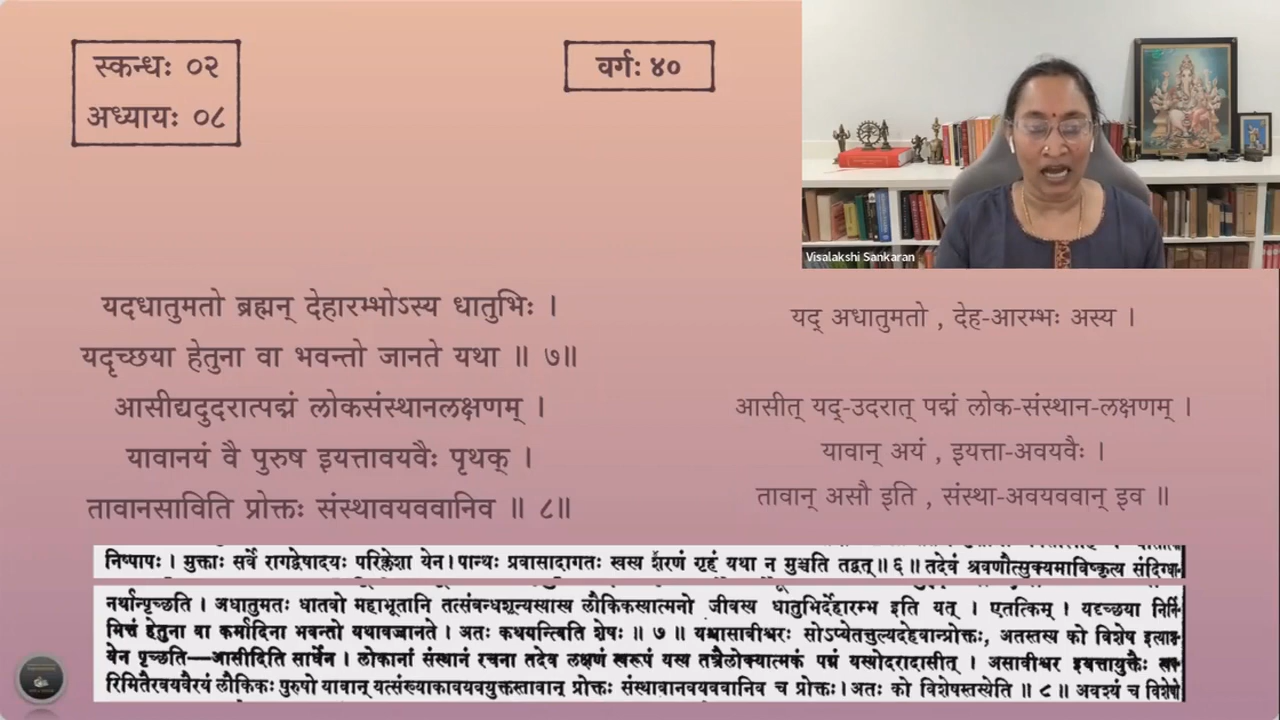 स्कन्धः ०२
अध्यायः ०८
वर्गः ४०
Visalakshi Sankaran
यदधातुमतो ब्रह्मन् देहारम्भोऽस्य धातुभिः ।
यदृच्छया हेतुना वा भवन्तो जानते यथा ॥ ७॥
आसीद्यदुदरात्पद्मं लोकसंस्थानलक्षणम् ।
यावानयं वै पुरुष इयत्तावयवैः पृथक् ।
तावानसाविति प्रोक्तः संस्थावयववानिव ॥ ८॥
यद् अधातुमतो , देह-आरम्भः अस्य ।
आसीत् यद्-उदरात् पद्मं लोक-संस्थान-लक्षणम् ।
यावान् अयं , इयत्ता-अवयवैः ।
तावान् असौ इति , संस्था-अवयववान् इव ॥
निष्पापः । मुक्ताः सर्वे रागद्वेषादयः परिक्लेशा येन। पान्थः प्रवासादागतः स्वस्य शरणं गृहं यथा न मुञ्चति तद्वत्॥ ६॥ तदेवं श्रवणौत्सुक्यमाविष्कृत्य संदिग्धा-
नर्थान्पृच्छति । अधातुमतः धातवो महाभूतानि तत्संबन्धशून्यस्यास्य लौकिकस्यात्मनो जीवस्य धातुभिर्देहारम्भ इति यत् । एतत्किम् । यदृच्छया निर्नि-
मित्तं हेतुना वा कर्मादिना भवन्तो यथावज्जानते । अतः कथयन्त्विति शेषः ॥ ७ ॥ यश्चासावीश्वरः सोऽप्येतत्तुल्यदेहवान्प्रोक्तः, अतस्तस्य को विशेष इत्याश-
येन पृच्छति—आसीदिति सार्धेन । लोकानां संस्थानं रचना तदेव लक्षणं स्वरूपं यस्य तत्रैलोक्यात्मकं पद्मं यस्योदरादासीत् । असावीश्वर इयत्तायुक्तैः
रिमितैरवयवैरयं लौकिकः पुरुषो यावान् यत्संख्याकावयवयुक्तस्तावान् प्रोक्तः संस्थावानवयववानिव च प्रोक्तः। अतः को विशेषस्तस्येति ॥ ८ ॥ अवश्यं च विशेषो